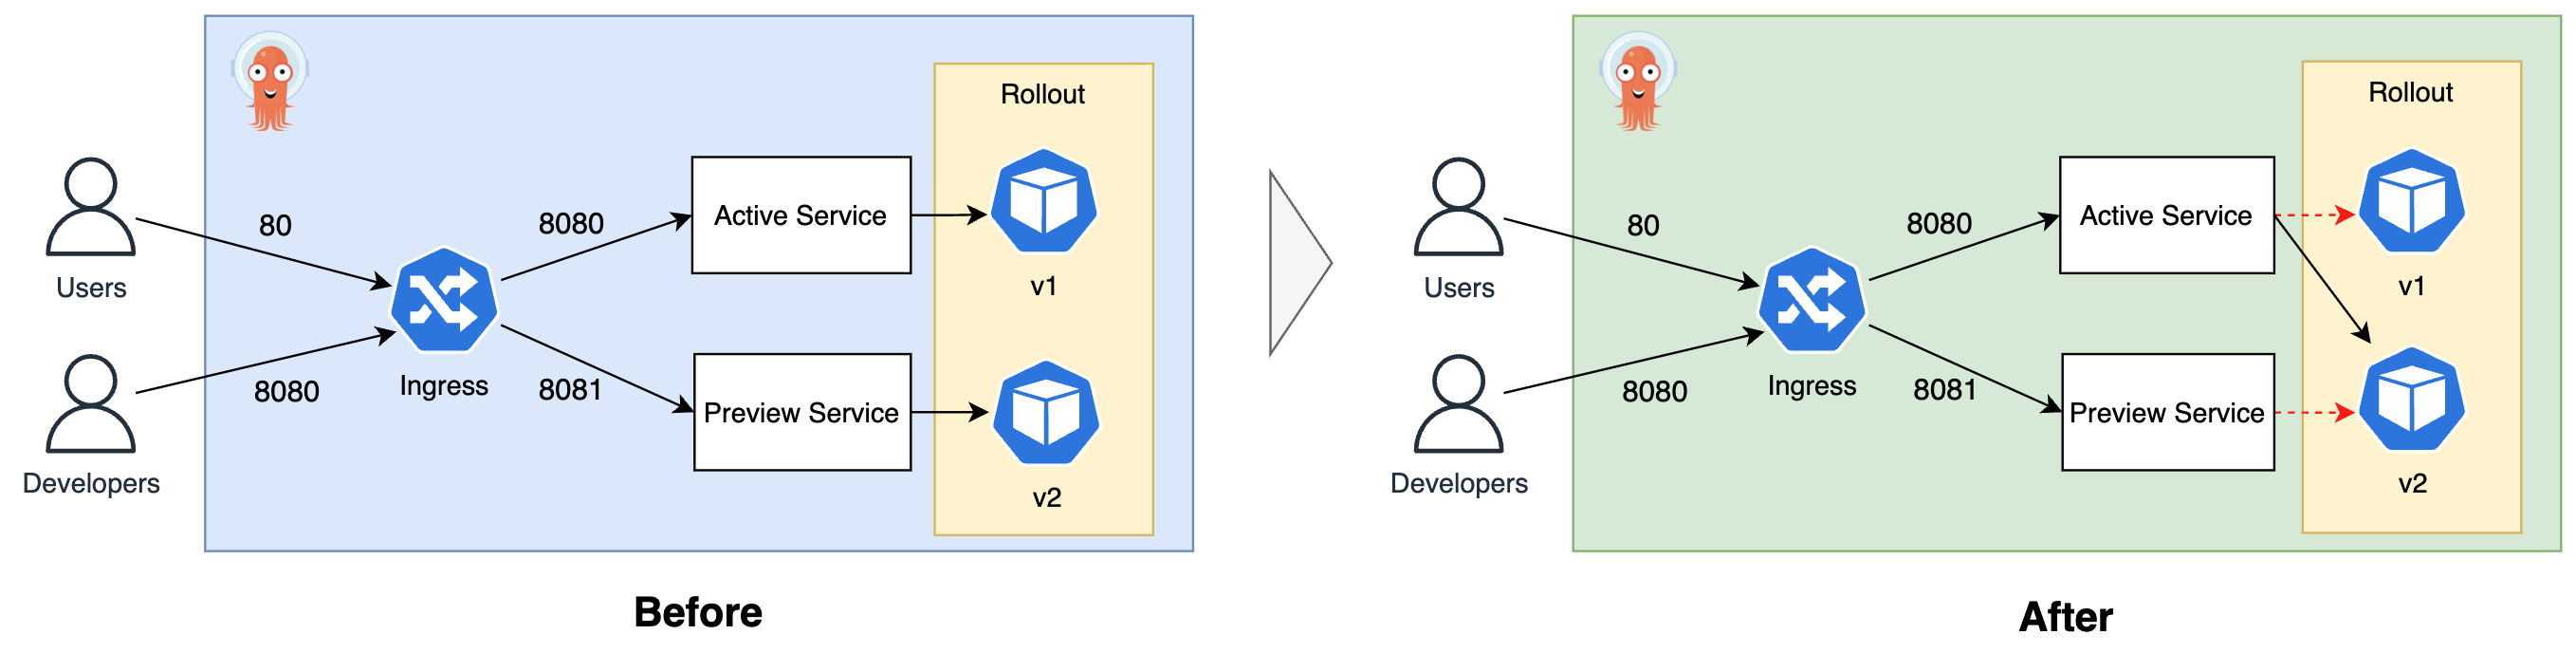 Rollout
80
8080
Active Service
Users
v1
Ingress
8080
8081
Preview Service
Developers
v2
Before
Rollout
80
8080
Active Service
Users
v1
Ingress
8080
8081
Preview Service
Developers
v2
After